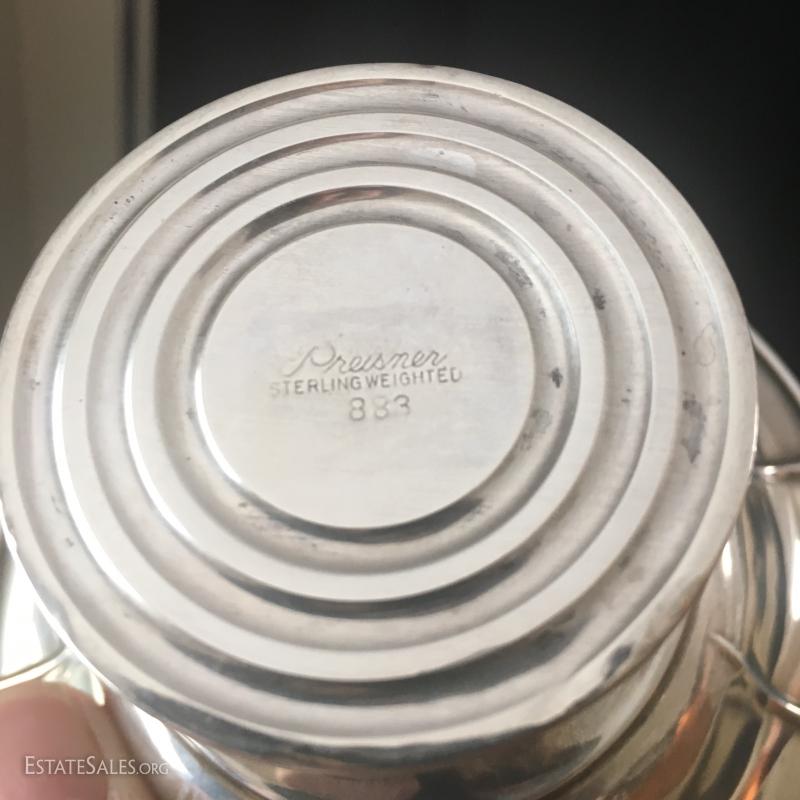 Preisner
STERLING WEIGHTED
883
ESTATESALES.ORG